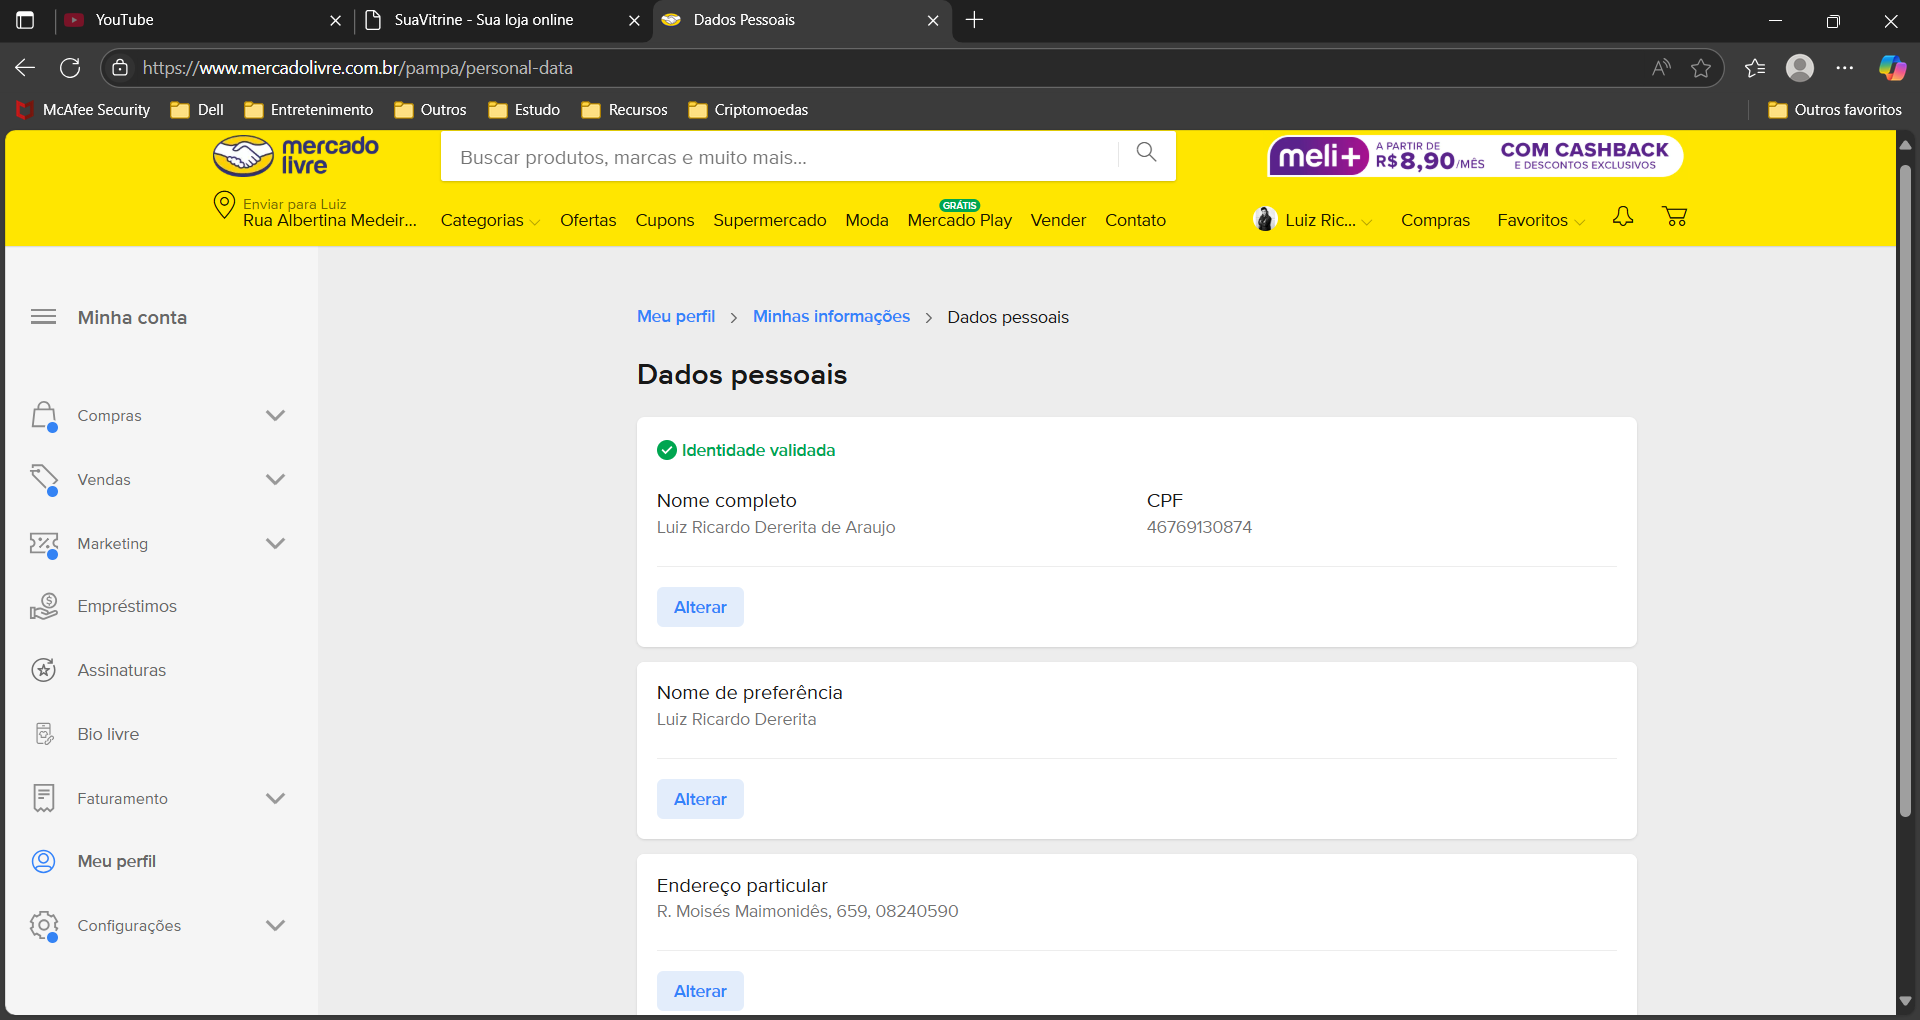 YouTube
SuaVitrine - Sua loja online
Dados Pessoais
https://www.mercadolivre.com.br/pampa/personal-data
McAfee Security
Dell
Entretenimento
Outros
Estudo
Recursos
Criptomoedas
Outros favoritos
mercado
livre
Buscar produtos, marcas e muito mais...
meli+
A PARTIR DE
R$8,90/MÊS
COM CASHBACK
E DESCONTOS EXCLUSIVOS
Enviar para Luiz
Rua Albertina Medeir...
Categorias
Ofertas
Cupons
Supermercado
Moda
GRÁTIS
Mercado Play
Vender
Contato
Luiz Ric...
Compras
Favoritos
Minha conta
Compras
Vendas
Marketing
Empréstimos
Assinaturas
Bio livre
Faturamento
Meu perfil
Configurações
Meu perfil > Minhas informações > Dados pessoais
Dados pessoais
Identidade validada
Nome completo
Luiz Ricardo Dererita de Araujo
CPF
46769130874
Alterar
Nome de preferência
Luiz Ricardo Dererita
Alterar
Endereço particular
R. Moisés Maimonidês, 659, 08240590
Alterar